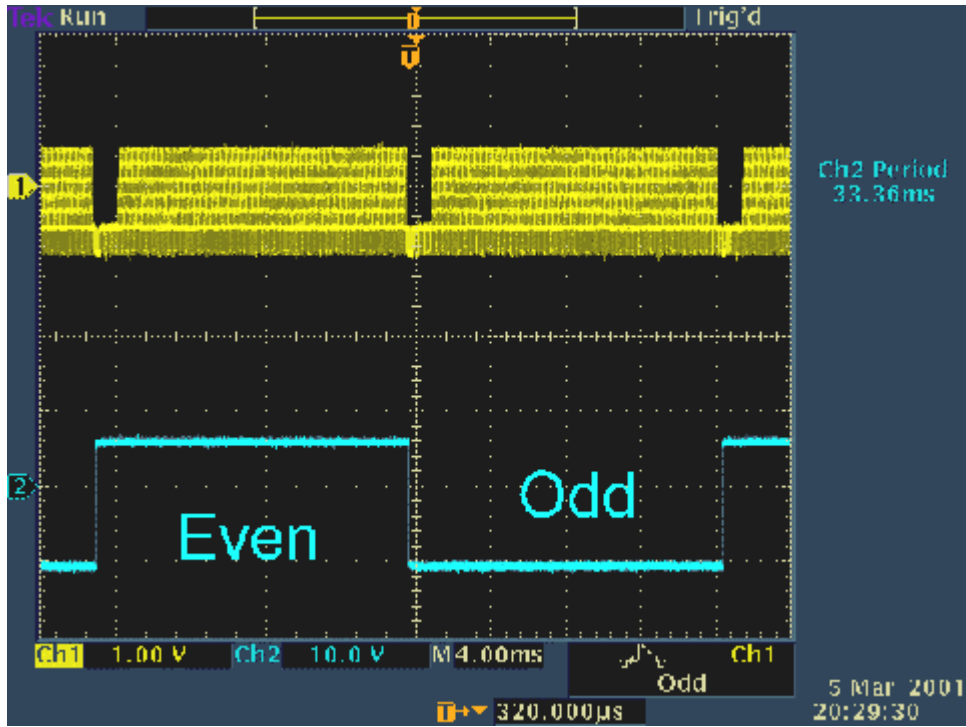 Tek Run Trig'd
T
T
1
Ch2 Period
33.36ms
2
Even
Odd
Ch1 1.00 V Ch2 10.0 V M 4.00ms Ch1
Odd
T 320.000µs
5 Mar 2001
20:29:30